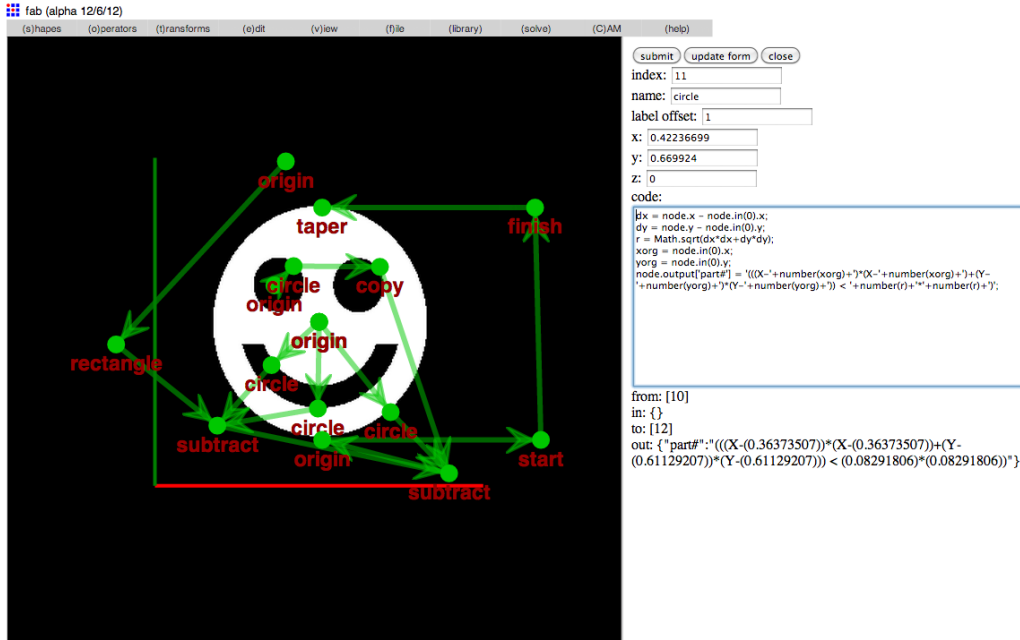 fab (alpha 12/6/12)
(s)hapes (o)perators (t)ransforms (e)dit (v)iew (f)ile (library) (solve) (C)AM (help)
submit update form close
index: 11
name: circle
label offset: 1
x: 0.42236699
y: 0.669924
z: 0
code:
dx = node.x - node.in(0).x;
dy = node.y - node.in(0).y;
r = Math.sqrt(dx*dx+dy*dy);
xorg = node.in(0).x;
yorg = node.in(0).y;
node.output['part#'] = '(((X-'+number(xorg)+')*(X-'+number(xorg)+')+(Y-
'+number(yorg)+')*(Y-'+number(yorg)+')) < '+number(r)+'*'+number(r)+')';
from: [10]
in: {}
to: [12]
out: {"part#":"(((X-(0.36373507))*(X-(0.36373507))+(Y-
(0.61129207))*(Y-(0.61129207))) < (0.08291806)*(0.08291806))"}
origin
taper
finish
circle
copy
origin
origin
rectangle
circle
circle
circle
subtract
origin
start
subtract